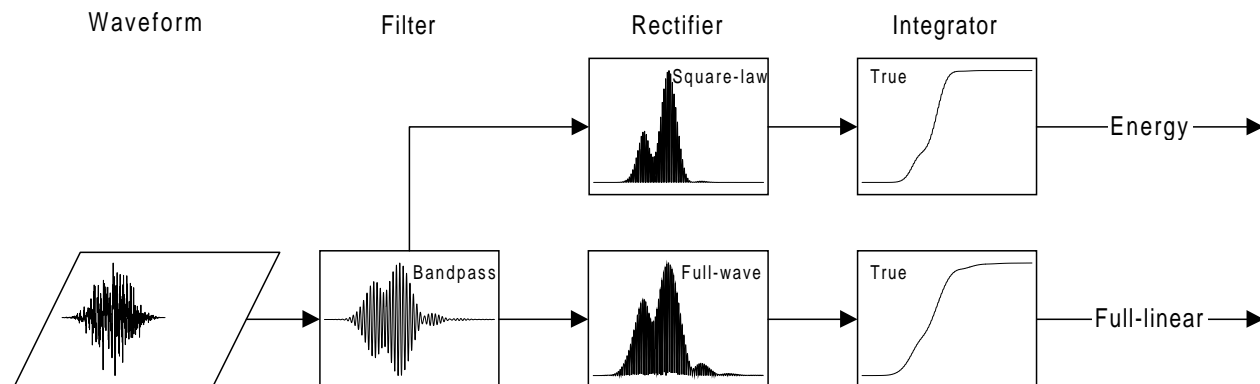 Waveform Filter Rectifier Integrator
Square-law True
Energy
Bandpass Full-wave True
Full-linear